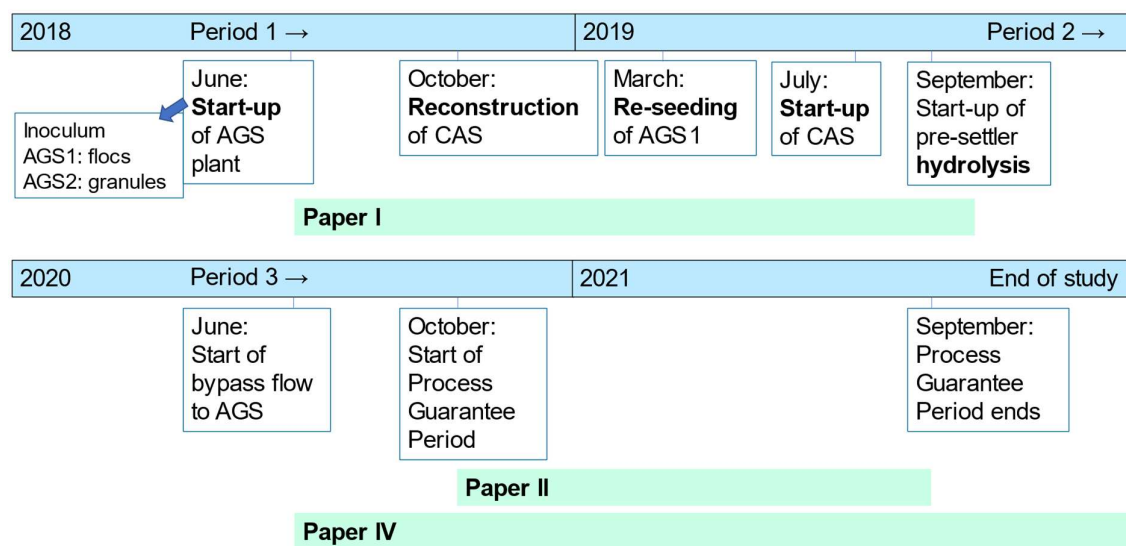 2018 Period 1 → 2019 Period 2 →
June:
Start-up
of AGS
plant
Inoculum
AGS1: flocs
AGS2: granules
October:
Reconstruction
of CAS
March:
Re-seeding
of AGS1
July:
Start-up
of CAS
September:
Start-up of
pre-settler
hydrolysis
Paper I
2020 Period 3 → 2021 End of study
June:
Start of
bypass flow
to AGS
October:
Start of
Process
Guarantee
Period
September:
Process
Guarantee
Period ends
Paper II
Paper IV